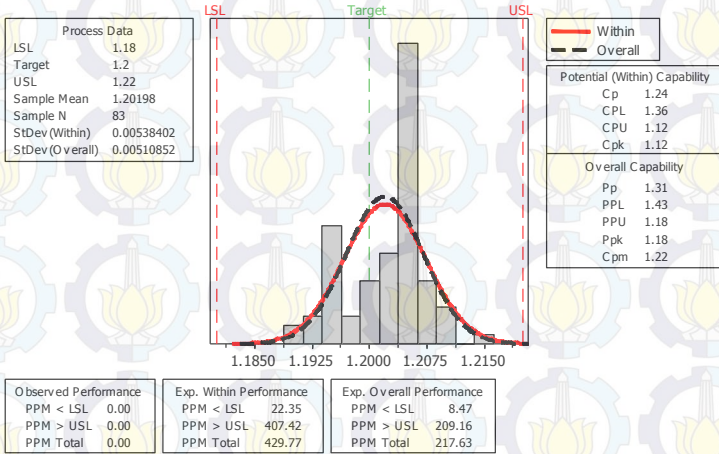 LSL Target USL
Process Data
LSL 1.18
Target 1.2
USL 1.22
Sample Mean 1.20198
Sample N 83
StDev(Within) 0.00538402
StDev(Overall) 0.00510852
Within
Overall
Potential (Within) Capability
Cp 1.24
CPL 1.36
CPU 1.12
Cpk 1.12
Overall Capability
Pp 1.31
PPL 1.43
PPU 1.18
Ppk 1.18
Cpm 1.22
1.1850 1.1925 1.2000 1.2075 1.2150
Observed Performance
PPM < LSL 0.00
PPM > USL 0.00
PPM Total 0.00
Exp. Within Performance
PPM < LSL 22.35
PPM > USL 407.42
PPM Total 429.77
Exp. Overall Performance
PPM < LSL 8.47
PPM > USL 209.16
PPM Total 217.63